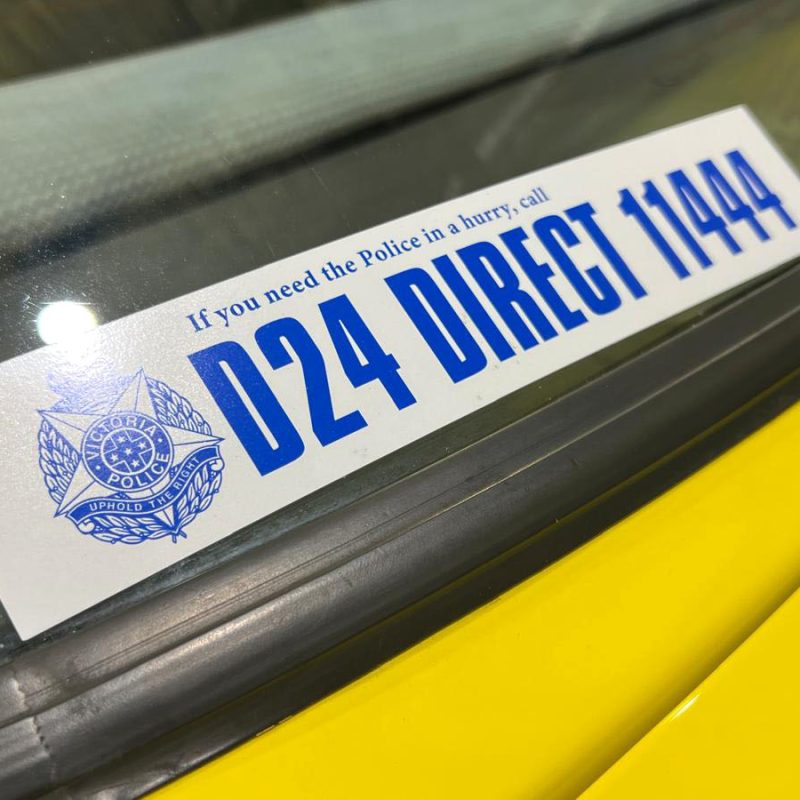 If you need the Police in a hurry, call
D24 DIRECT 11444
VICTORIA
POLICE
UPHOLD THE RIGHT